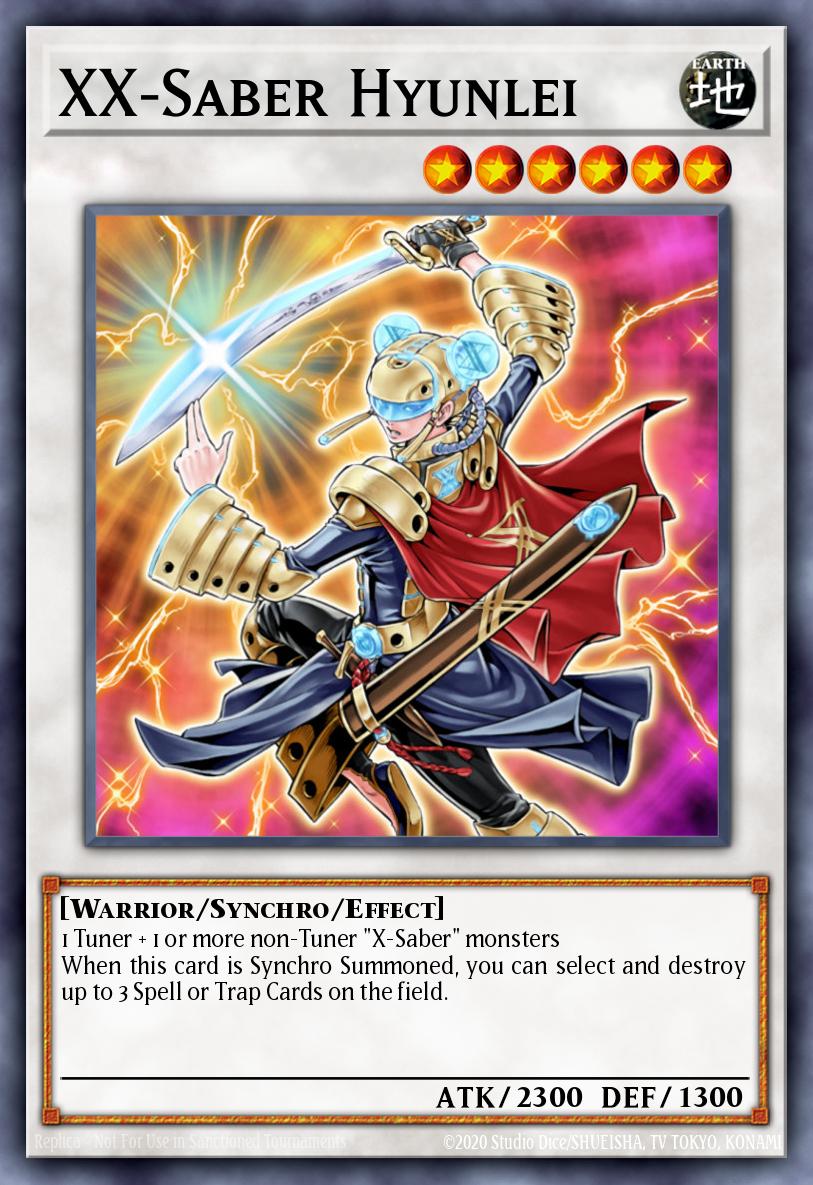 XX-Saber Hyunlei
EARTH
地
[Warrior/Synchro/Effect]
1 Tuner + 1 or more non-Tuner "X-Saber" monsters
When this card is Synchro Summoned, you can select and destroy
up to 3 Spell or Trap Cards on the field.
ATK/2300 DEF/1300
Replica - Not For Use in Sanctioned Tournaments
©2020 Studio Dice/SHUEISHA, TV TOKYO, KONAMI